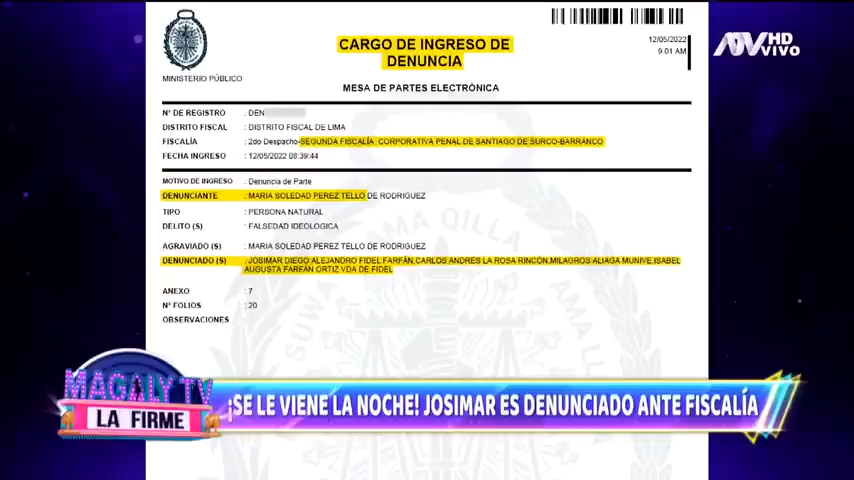 CARGO DE INGRESO DE
DENUNCIA
12/05/2022
9:01 AM
ATV HD
VIVO
MINISTERIO PÚBLICO
MESA DE PARTES ELECTRÓNICA
N° DE REGISTRO : DEN
DISTRITO FISCAL : DISTRITO FISCAL DE LIMA
FISCALÍA : 2do Despacho-SEGUNDA FISCALÍA CORPORATIVA PENAL DE SANTIAGO DE SURCO-BARRANCO
FECHA INGRESO : 12/05/2022 08:39:44
MOTIVO DE INGRESO : Denuncia de Parte
DENUNCIANTE : MARIA SOLEDAD PEREZ TELLO DE RODRIGUEZ
TIPO : PERSONA NATURAL
DELITO (S) : FALSEDAD IDEOLOGICA
AGRAVIADO (S) : MARIA SOLEDAD PEREZ TELLO DE RODRIGUEZ
DENUNCIADO (S) : JOSIMAR DIEGO ALEJANDRO FIDEL FARFÁN,CARLOS ANDRES LA ROSA RINCÓN,MILAGROS ALIAGA MUNIVE,ISABEL
AUGUSTA FARFÁN ORTIZ VDA DE FIDEL
ANEXO : 7
N° FOLIOS : 20
OBSERVACIONES :
SUWA AMA QILLA AMA LLU
MAGALY TV
LA FIRME
¡SE LE VIENE LA NOCHE! JOSIMAR ES DENUNCIADO ANTE FISCALÍA